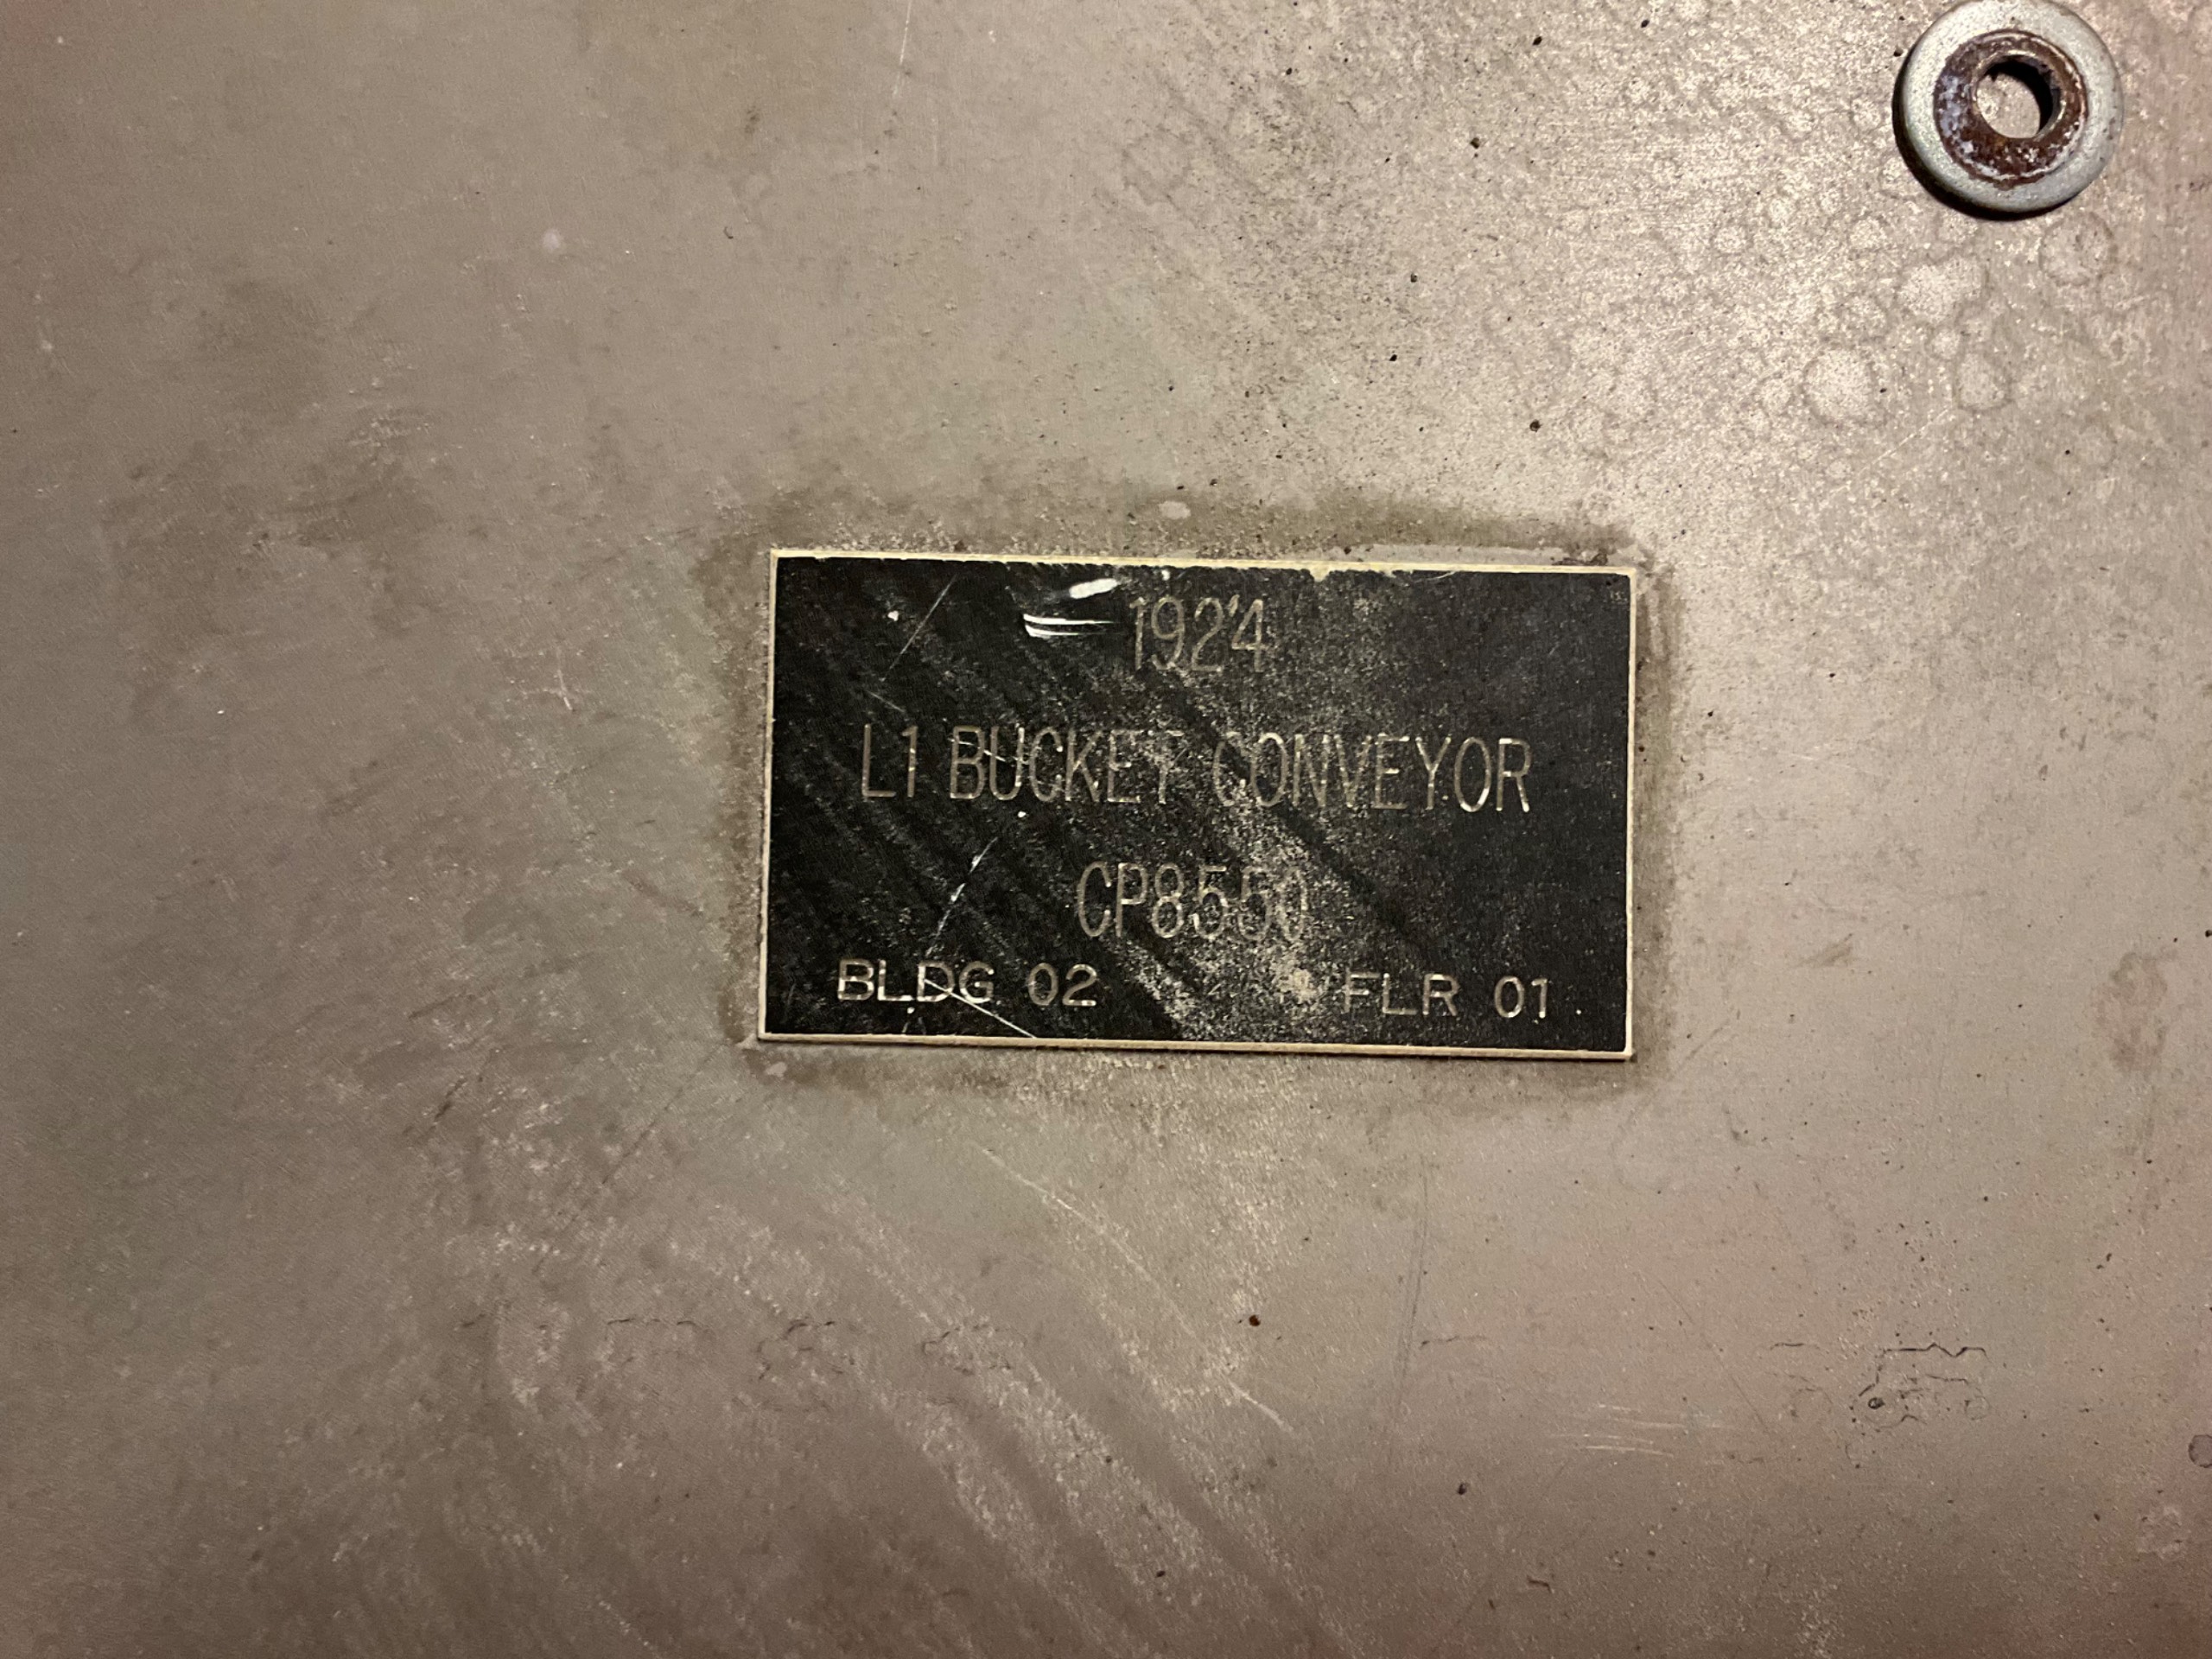 1924
L1 BUCKET CONVEYOR
CP8550
BLDG 02 FLR 01